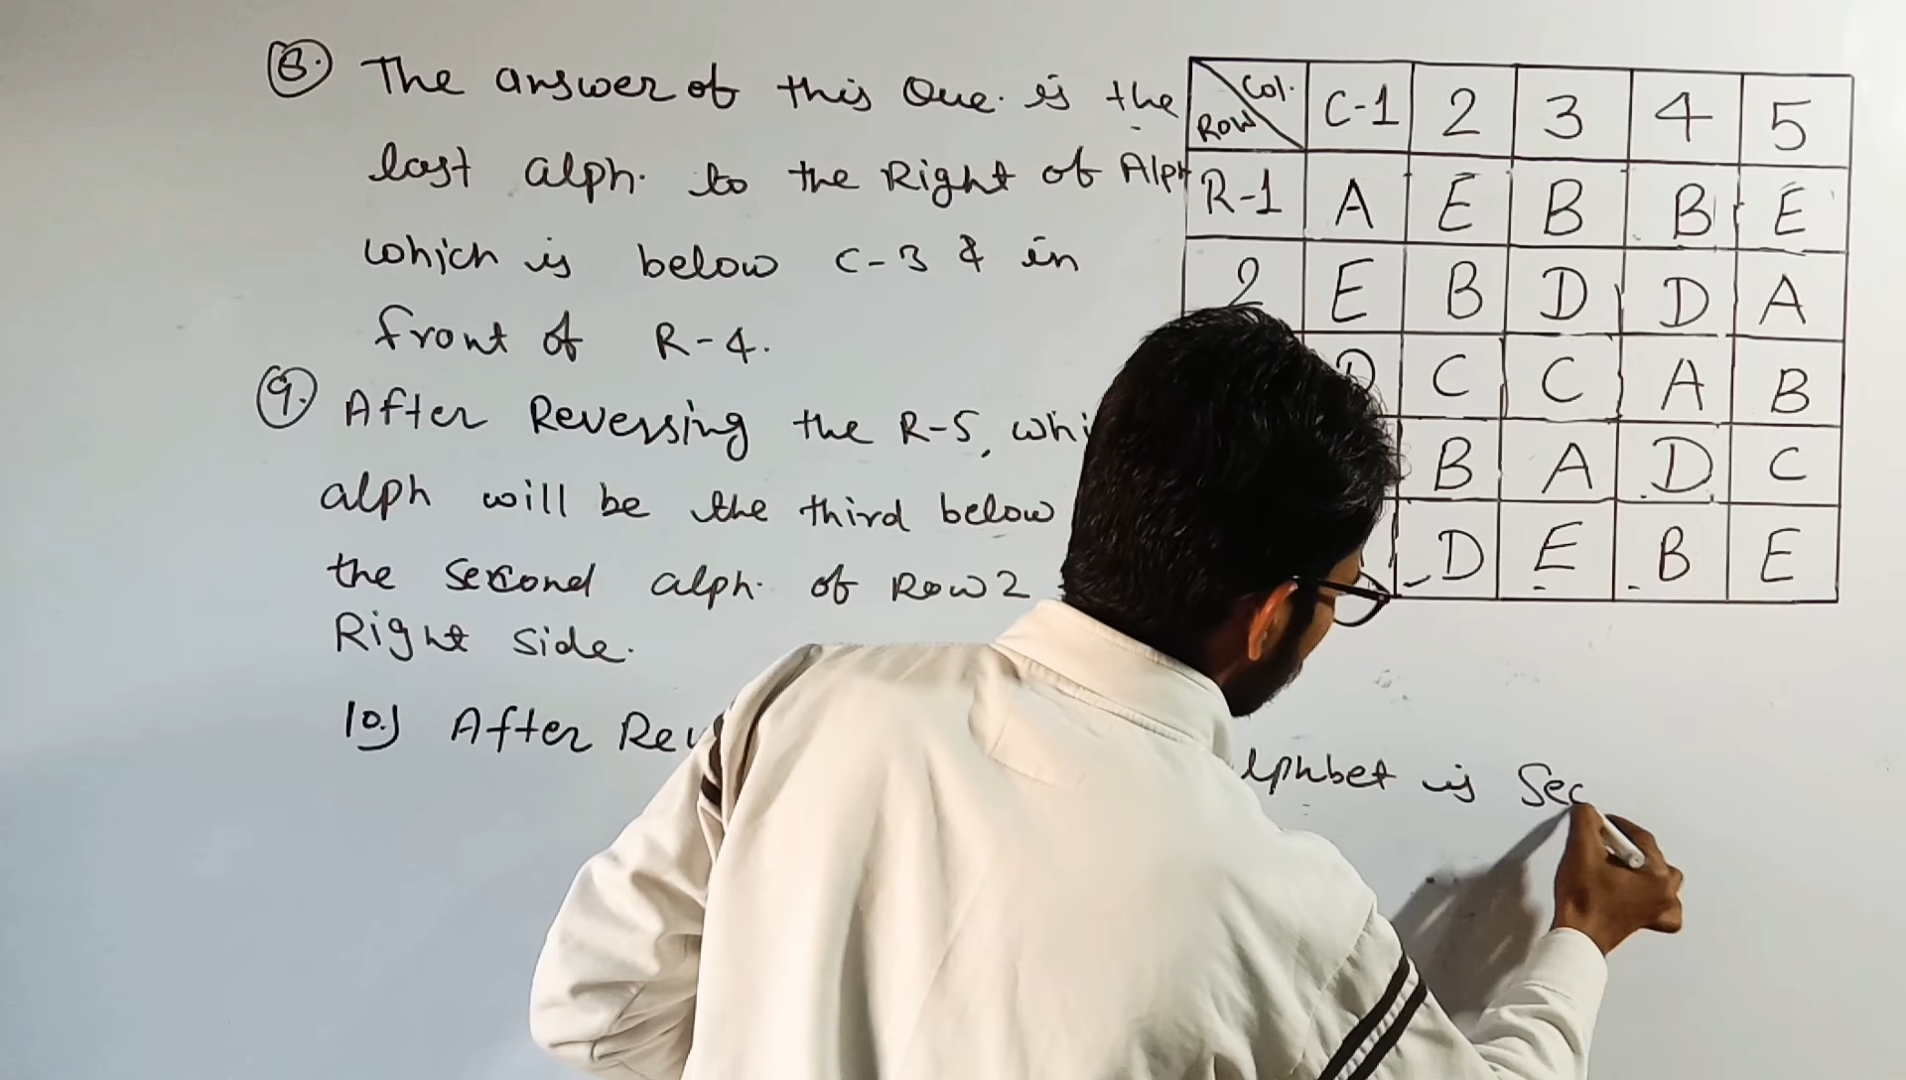 8. The answer of this Que. is the
last alph. to the Right of Alph
which is below C-3 & in
front of R-4.
9. After Reversing the R-5, whi
alph will be the third below
the second alph. of Row 2
Right side.
10.) After Rev
lphbet is Sec
Col. Row C-1 2 3 4 5
R-1 A E B B E
2 E B D D A
C C A B
B A D C
D E B E